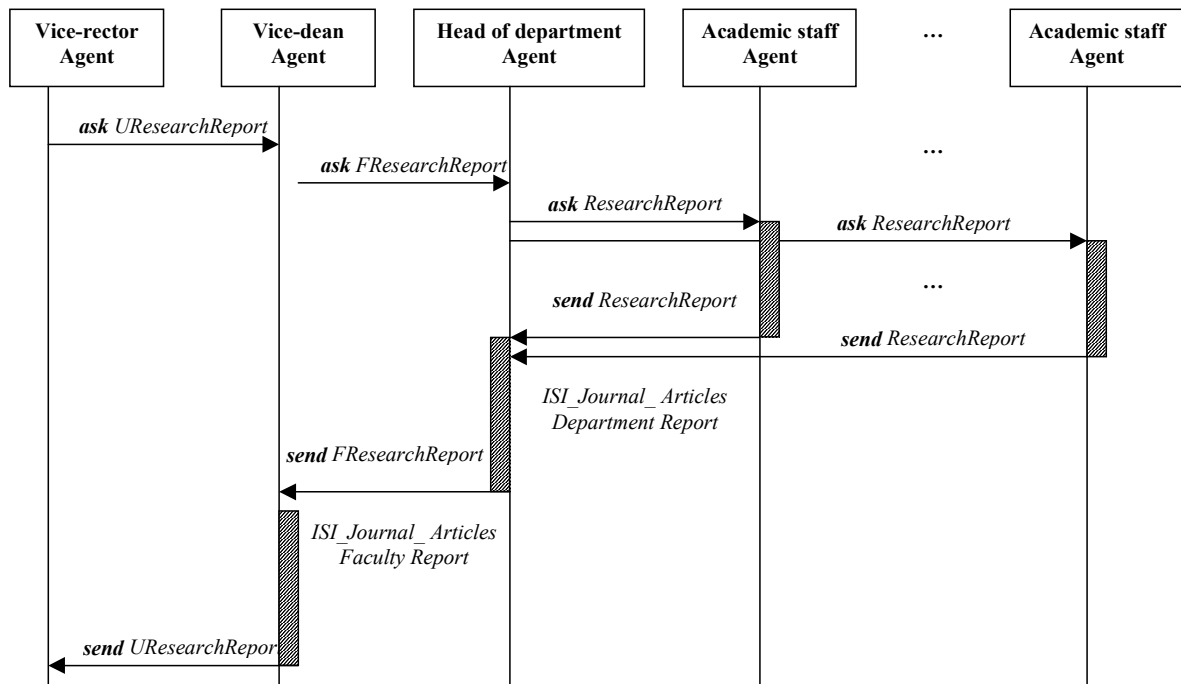 Vice-rector
Agent
Vice-dean
Agent
Head of department
Agent
Academic staff
Agent
...
Academic staff
Agent
ask UResearchReport
...
ask FResearchReport
ask ResearchReport
ask ResearchReport
...
send ResearchReport
send ResearchReport
ISI_Journal_ Articles
Department Report
send FResearchReport
ISI_Journal_ Articles
Faculty Report
send UResearchReport